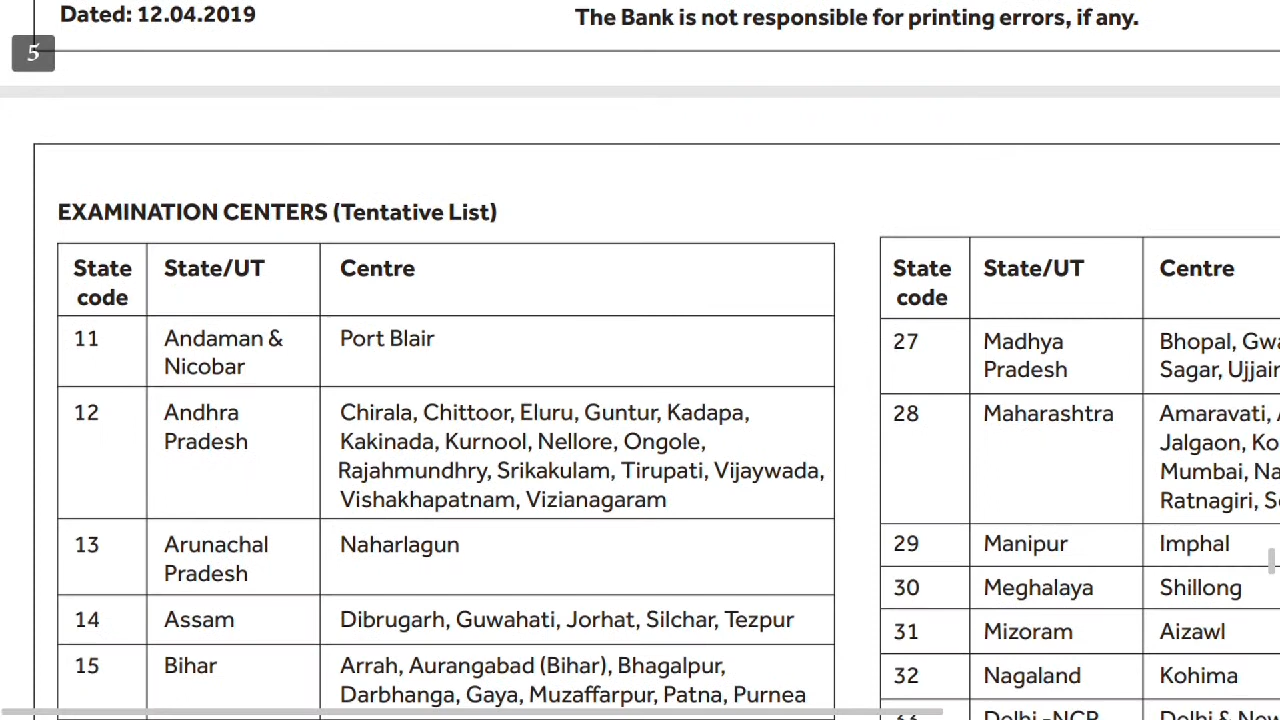 Dated: 12.04.2019
The Bank is not responsible for printing errors, if any.
5
EXAMINATION CENTERS (Tentative List)
State code
State/UT
Centre
11
Andaman &
Nicobar
Port Blair
12
Andhra
Pradesh
Chirala, Chittoor, Eluru, Guntur, Kadapa,
Kakinada, Kurnool, Nellore, Ongole,
Rajahmundhry, Srikakulam, Tirupati, Vijaywada,
Vishakhapatnam, Vizianagaram
13
Arunachal
Pradesh
Naharlagun
14
Assam
Dibrugarh, Guwahati, Jorhat, Silchar, Tezpur
15
Bihar
Arrah, Aurangabad (Bihar), Bhagalpur,
Darbhanga, Gaya, Muzaffarpur, Patna, Purnea
State
code
State/UT
Centre
27
Madhya
Pradesh
Bhopal,
Sagar,
28
Maharashtra
Amaravati,
Jalgaon,
Mumbai,
Ratnagiri,
29
Manipur
Imphal
30
Meghalaya
Shillong
31
Mizoram
Aizawl
32
Nagaland
Kohima